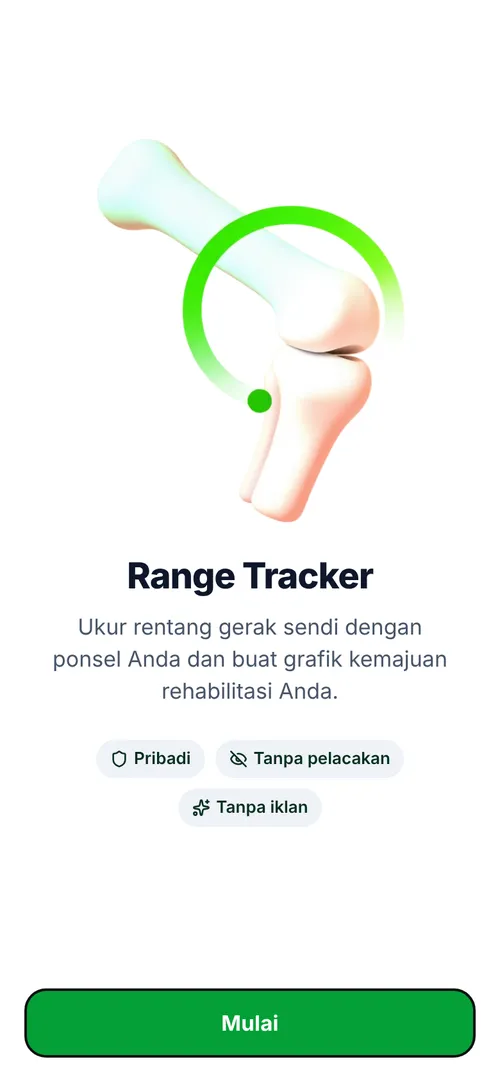 Range Tracker
Ukur rentang gerak sendi dengan
ponsel Anda dan buat grafik kemajuan
rehabilitasi Anda.
Pribadi
Tanpa pelacakan
Tanpa iklan
Mulai